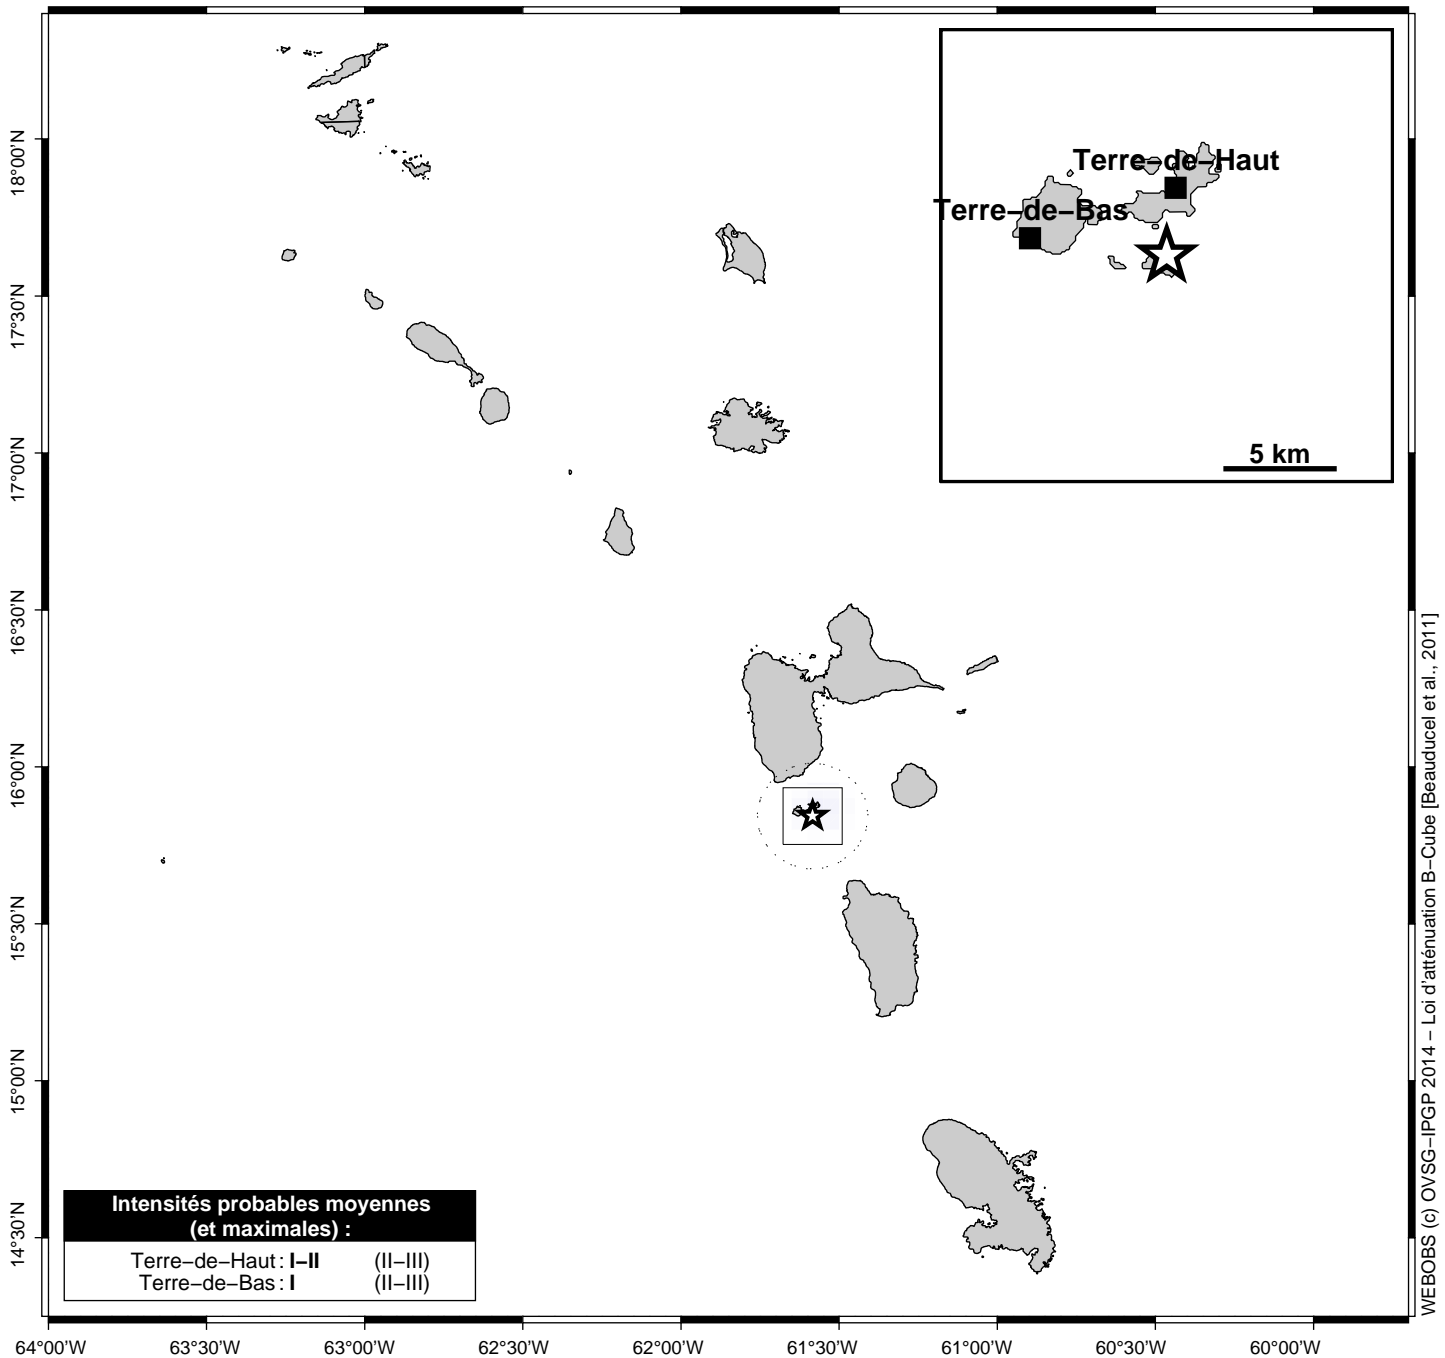 Terre–de–Haut
Terre–de–Bas
5 km
18°00'N
17°30'N
17°00'N
16°30'N
16°00'N
15°30'N
15°00'N
14°30'N
Intensités probables moyennes
(et maximales) :
Terre–de–Haut: I–II (II–III)
Terre–de–Bas: I (II–III)
64°00'W 63°30'W 63°00'W 62°30'W 62°00'W 61°30'W 61°00'W 60°30'W 60°00'W
WEBOBS (c) OVSG–IPGP 2014 – Loi d'atténuation B–Cube [Beauducel et al., 2011]